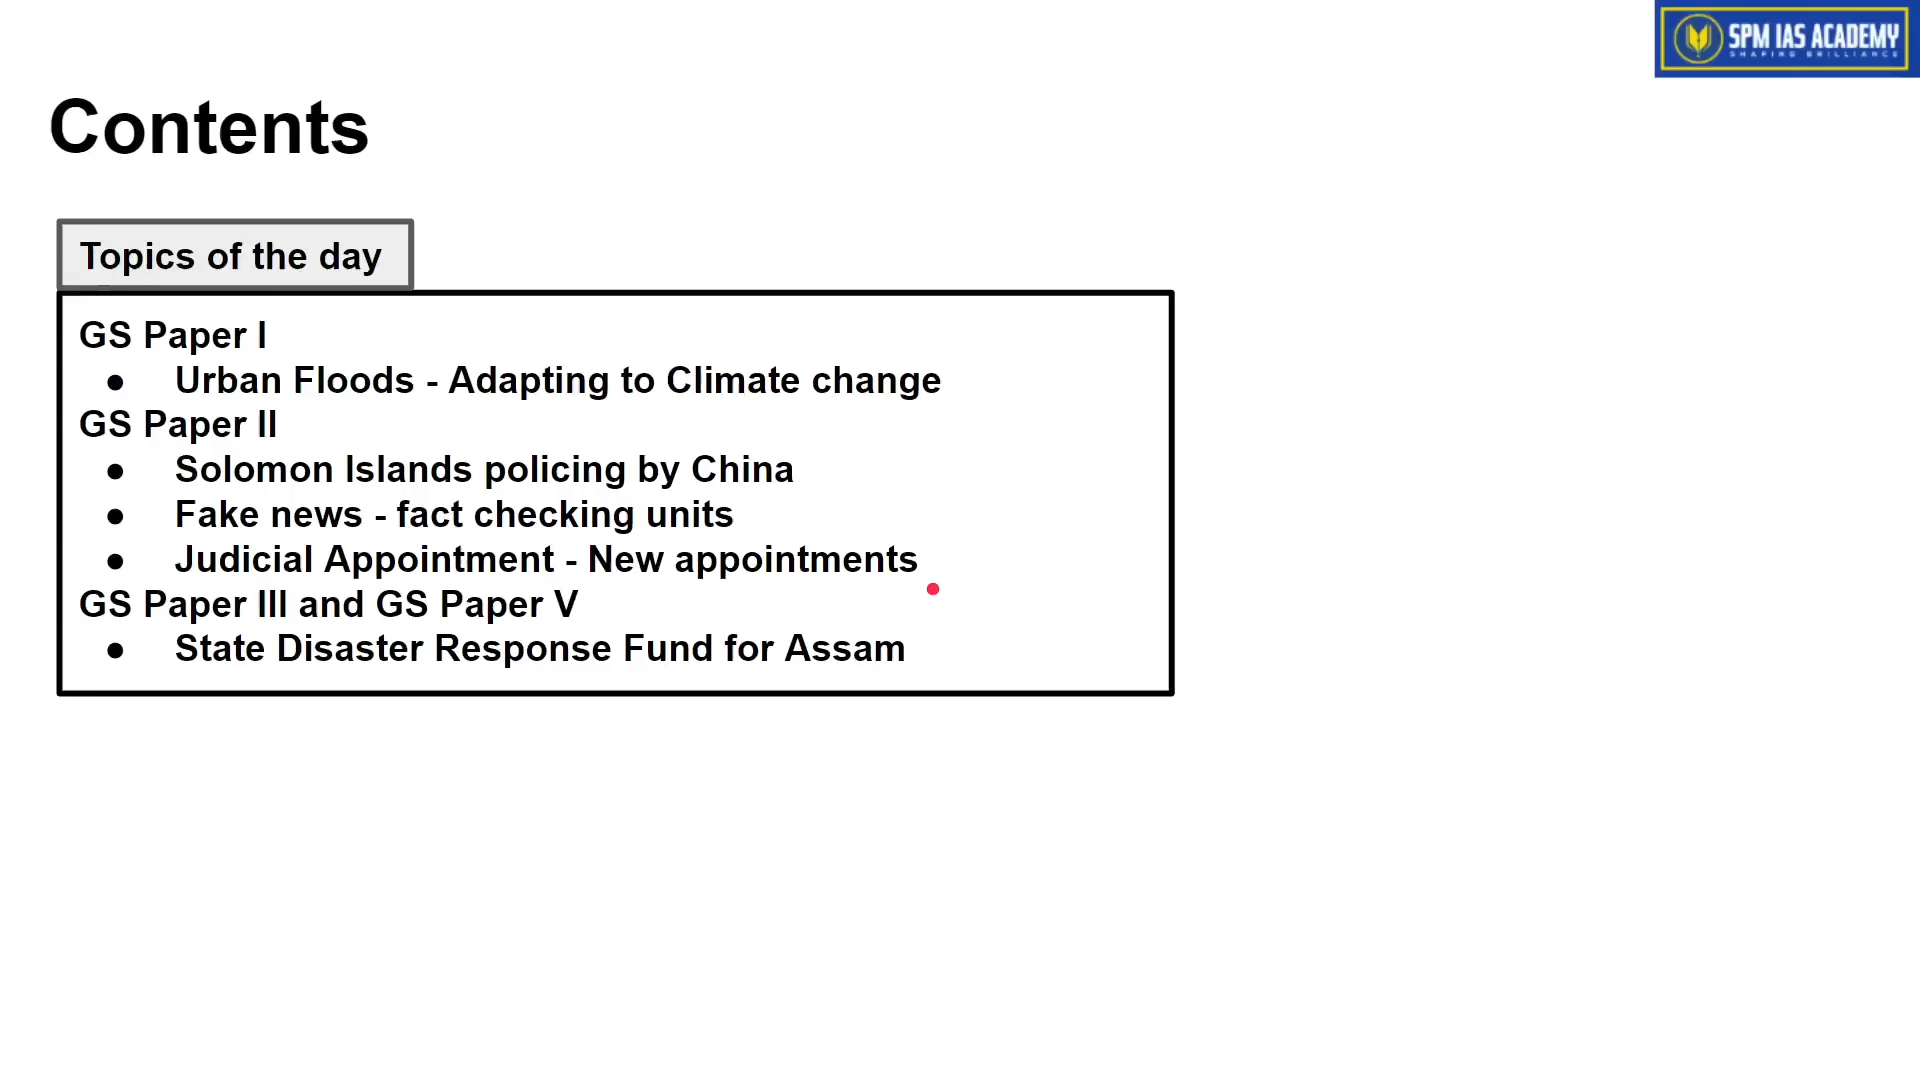 SPM IAS ACADEMY
SHAPING BRILLIANCE
Contents
Topics of the day
GS Paper I
● Urban Floods - Adapting to Climate change
GS Paper II
● Solomon Islands policing by China
● Fake news - fact checking units
● Judicial Appointment - New appointments
GS Paper III and GS Paper V
● State Disaster Response Fund for Assam